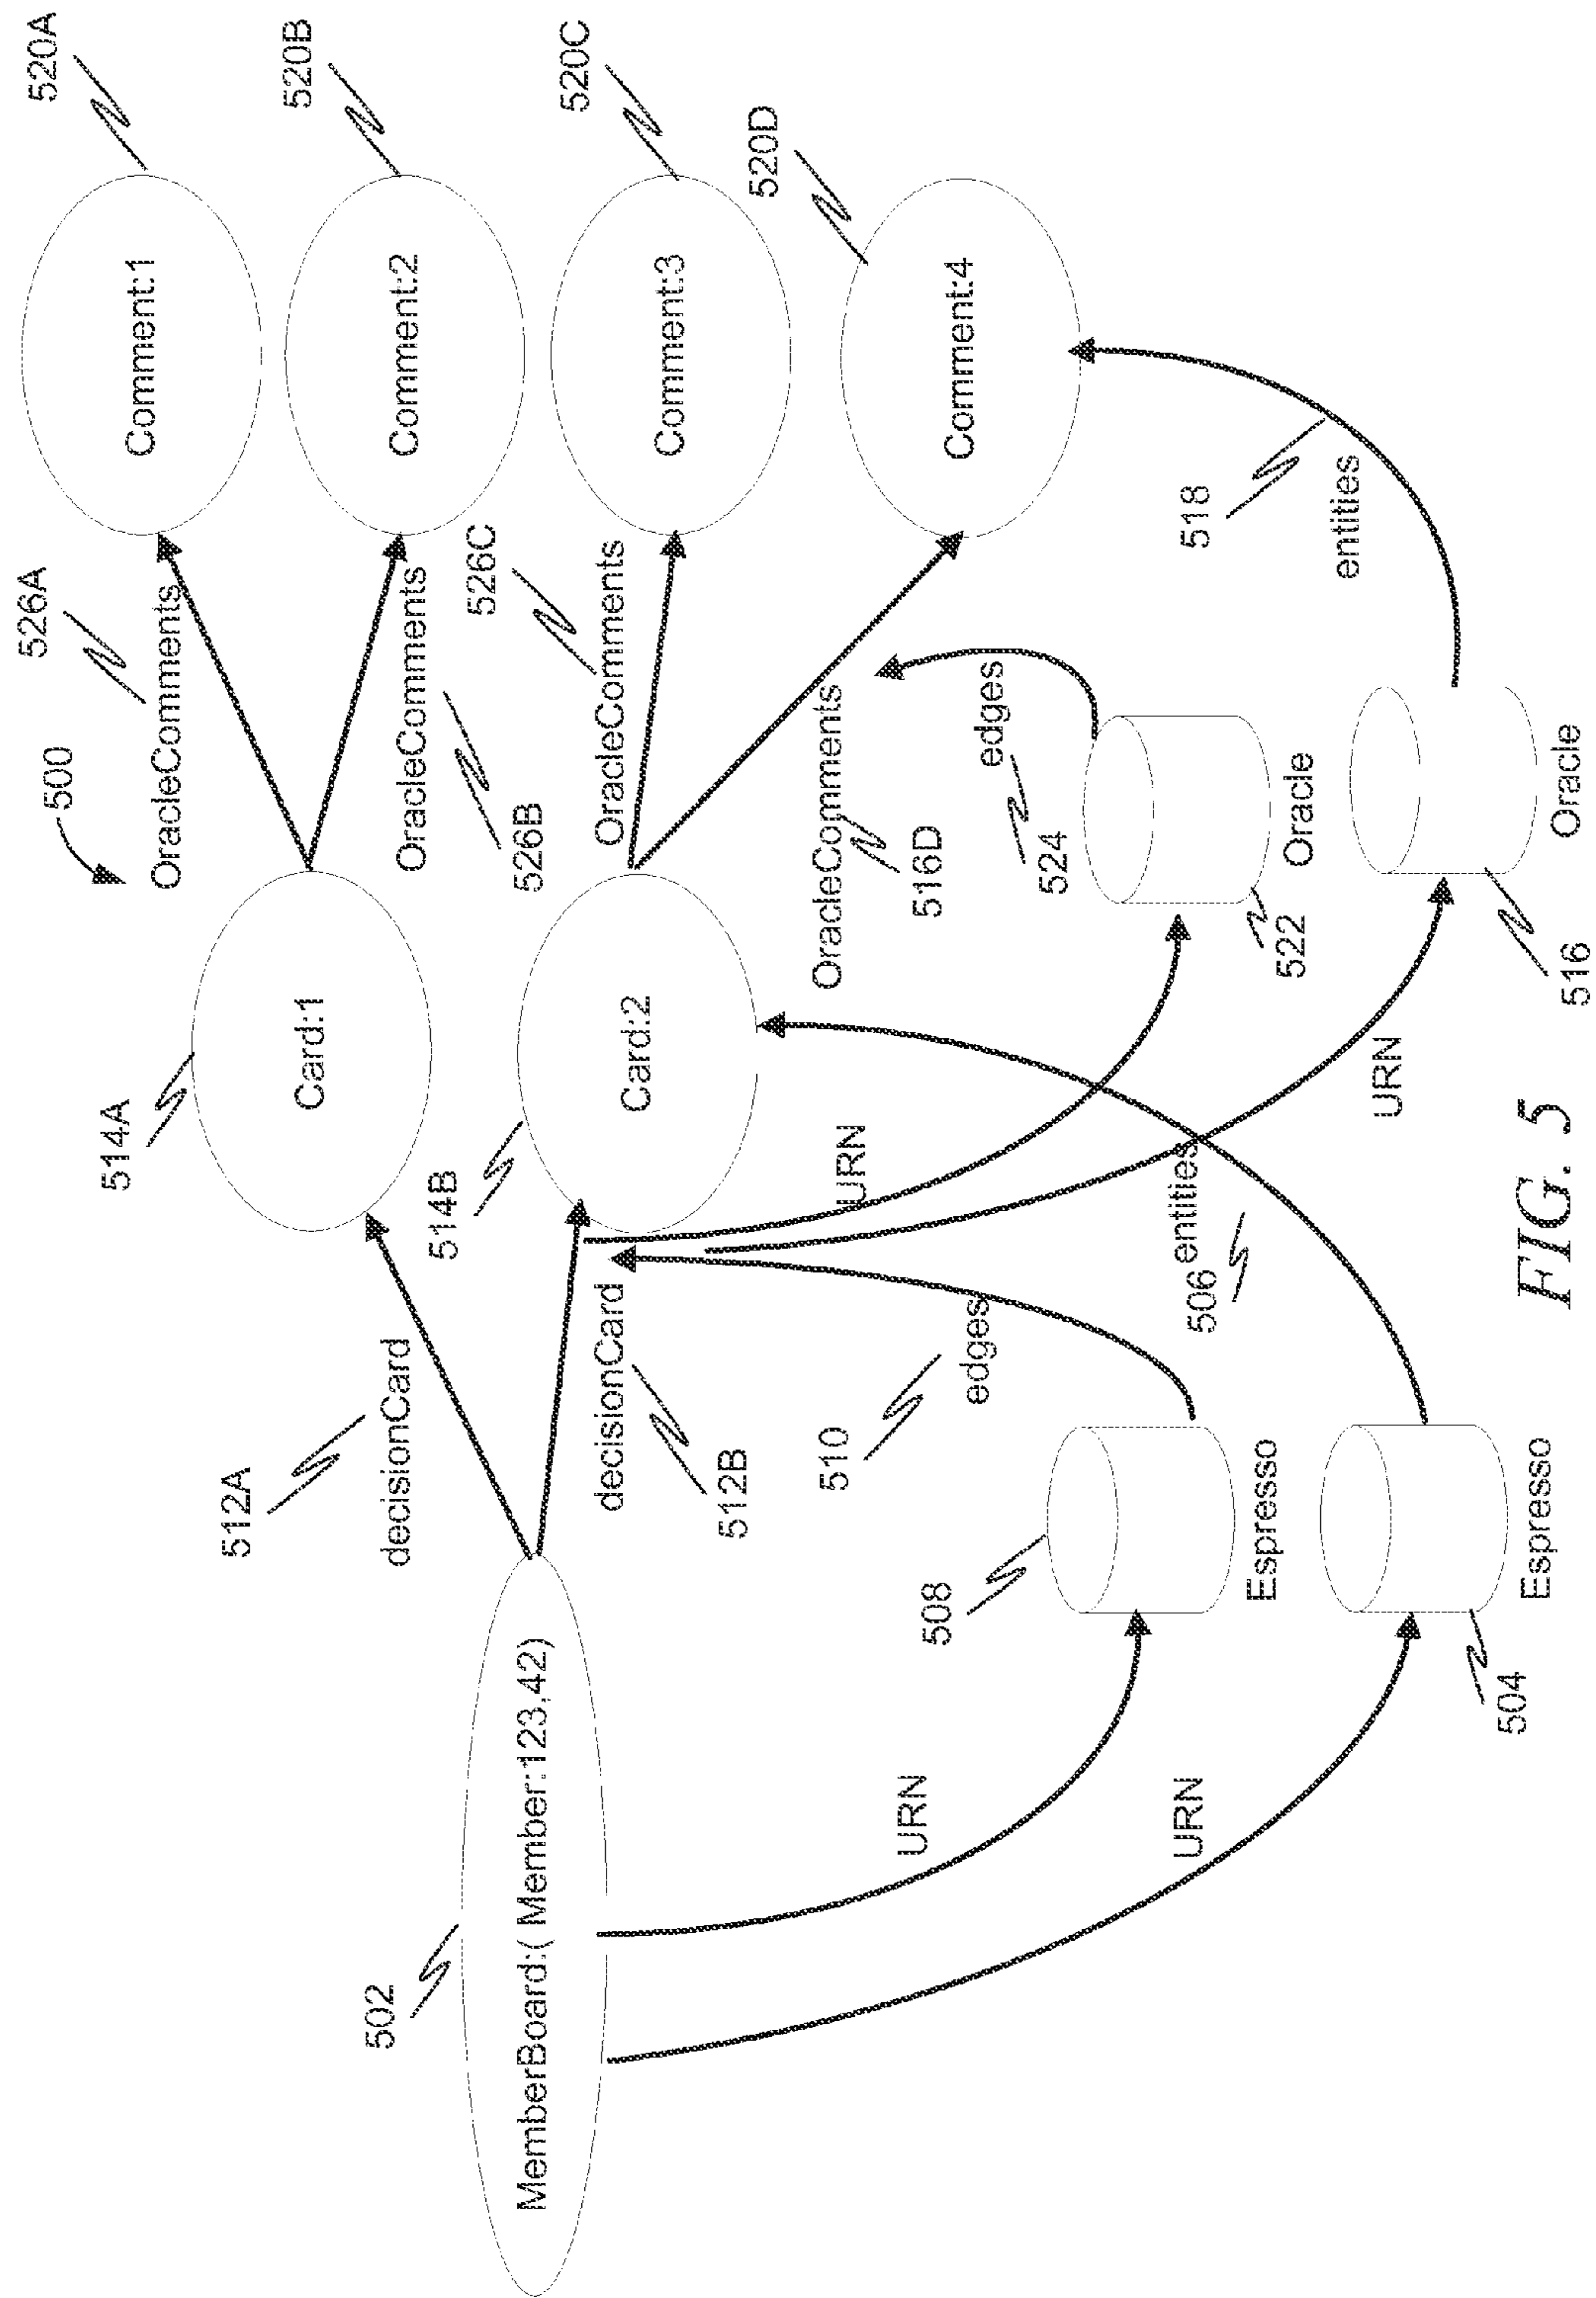 500
520A
526A
OracleComments
Comment:1
514A
Card:1
520B
512A
decisionCard
OracleComments
526B
Comment:2
502
MemberBoard:( Member:123,42)
514B
Card:2
526C
OracleComments
520C
Comment:3
decisionCard
512B
520D
OracleComments
516D
Comment:4
URN
510
edges
URN
edges
524
508
Espresso
522
Oracle
518
entities
URN
506
entities
URN
504
Espresso
516
Oracle
FIG. 5